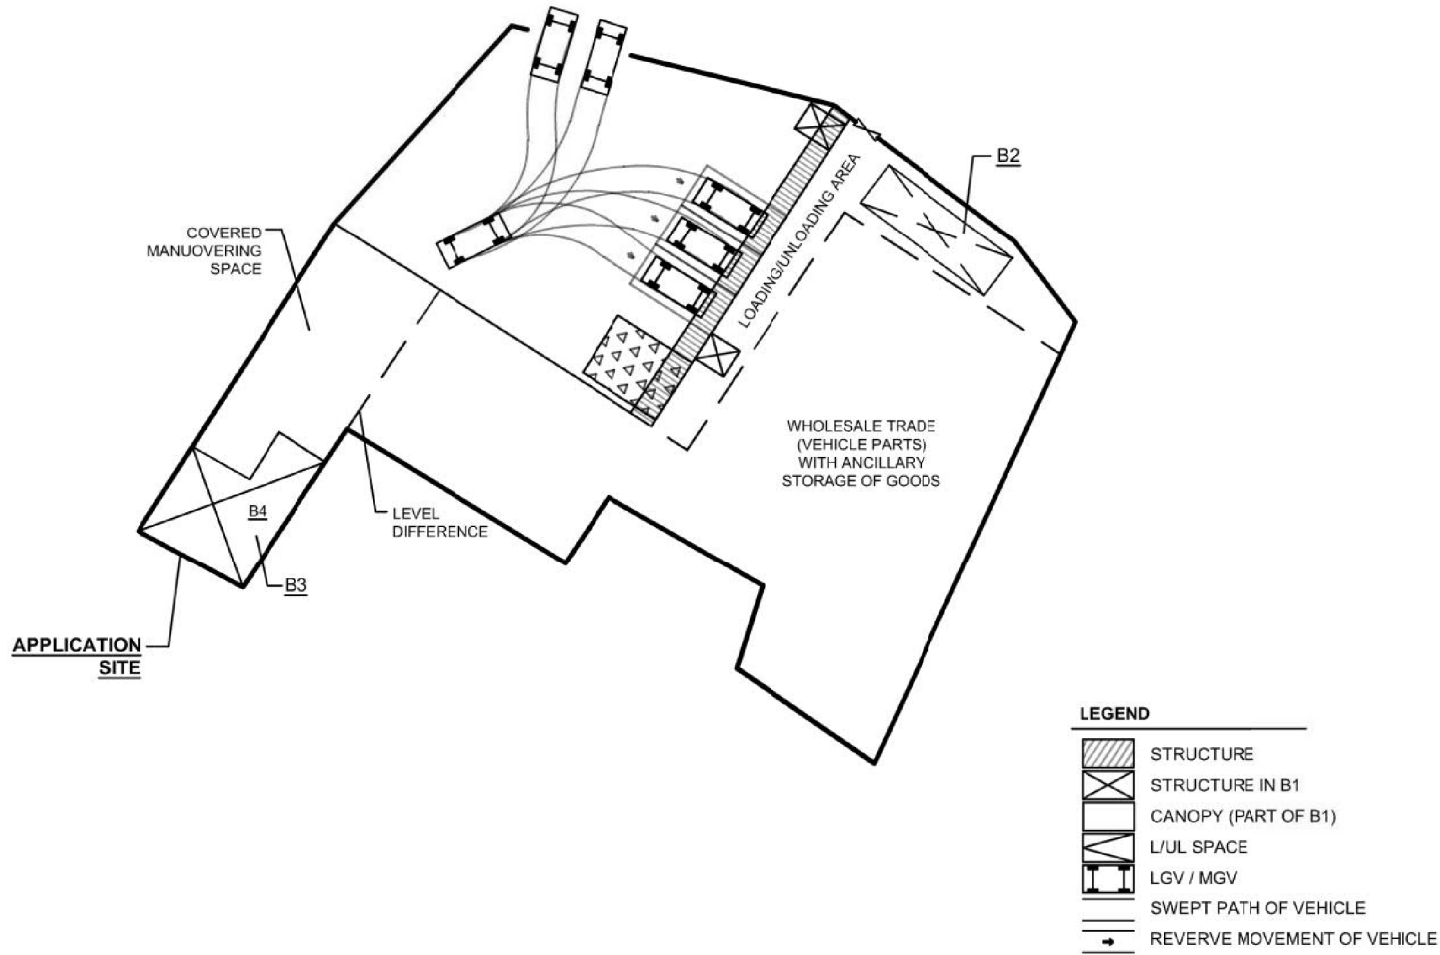 B2
LOADING/UNLOADING AREA
COVERED
MANUOVERING
SPACE
WHOLESALE TRADE
(VEHICLE PARTS)
WITH ANCILLARY
STORAGE OF GOODS
B4
LEVEL
DIFFERENCE
B3
APPLICATION
SITE
LEGEND
STRUCTURE
STRUCTURE IN B1
CANOPY (PART OF B1)
L/UL SPACE
LGV / MGV
SWEPT PATH OF VEHICLE
REVERVE MOVEMENT OF VEHICLE